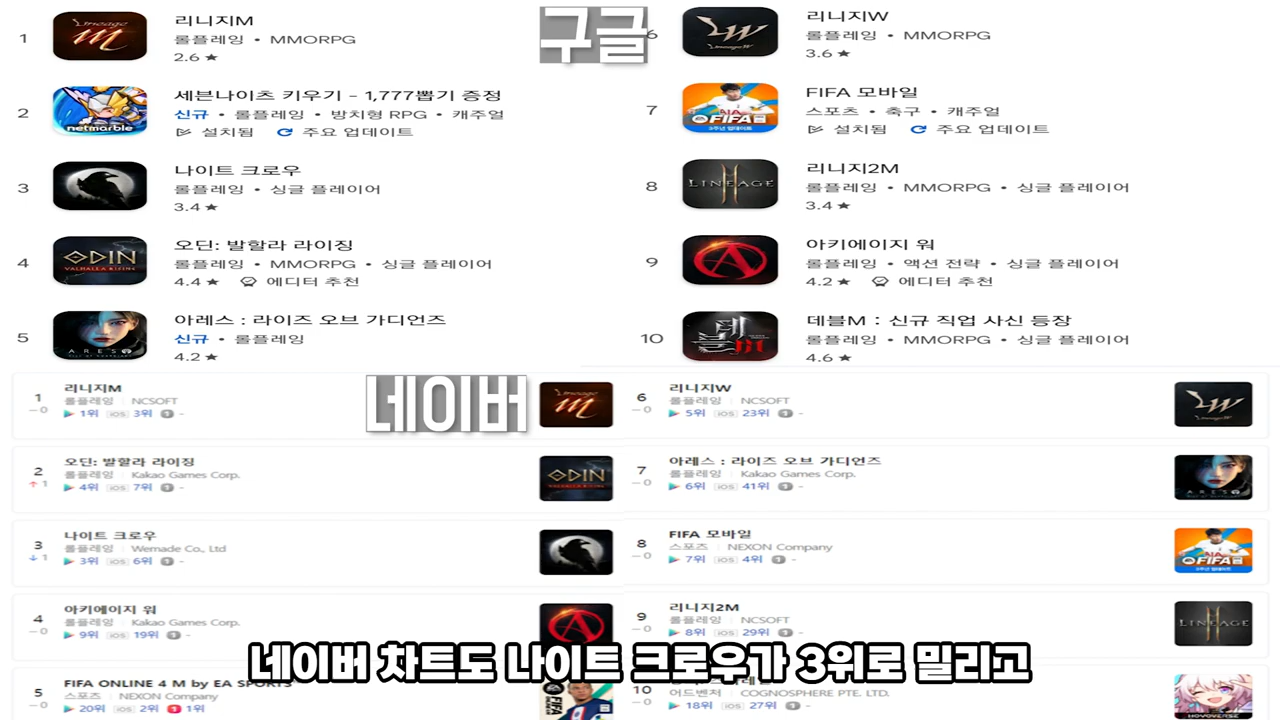 구글
1
리니지M
롤플레잉 • MMORPG
2.6 ★
2
세븐나이츠 키우기 - 1,777뽑기 증정
신규 • 롤플레잉 • 방치형 RPG • 캐주얼
설치됨 주요 업데이트
3
나이트 크로우
롤플레잉 • 싱글 플레이어
3.4 ★
4
오딘: 발할라 라이징
롤플레잉 • MMORPG • 싱글 플레이어
4.4 ★ 에디터 추천
5
아레스 : 라이즈 오브 가디언즈
신규 • 롤플레잉
4.2 ★
6
리니지W
롤플레잉 • MMORPG
3.6 ★
7
FIFA 모바일
스포츠 • 축구 • 캐주얼
설치됨 주요 업데이트
8
리니지2M
롤플레잉 • MMORPG • 싱글 플레이어
3.4 ★
9
아키에이지 워
롤플레잉 • 액션 전략 • 싱글 플레이어
4.2 ★ 에디터 추천
10
데블M : 신규 직업 사신 등장
롤플레잉 • MMORPG • 싱글 플레이어
4.6 ★
네이버
1
리니지M
–0
롤플레잉 NCSOFT
1위 iOS 3위 1 -
2
오딘: 발할라 라이징
↑1
롤플레잉 Kakao Games Corp.
4위 iOS 7위 1 -
3
나이트 크로우
↓1
롤플레잉 Wemade Co., Ltd
3위 iOS 6위 1 -
4
아키에이지 워
–0
롤플레잉 Kakao Games Corp.
9위 iOS 19위 1 -
5
FIFA ONLINE 4 M by EA SPORTS
–0
스포츠 NEXON Company
20위 iOS 2위 1 1위
6
리니지W
–0
롤플레잉 NCSOFT
5위 iOS 23위 1 -
7
아레스 : 라이즈 오브 가디언즈
–0
롤플레잉 Kakao Games Corp.
6위 iOS 41위 1 -
8
FIFA 모바일
–0
스포츠 NEXON Company
7위 iOS 4위 1 -
9
리니지2M
–0
롤플레잉 NCSOFT
8위 iOS 29위 1 -
10
–0
어드벤처 COGNOSPHERE PTE. LTD.
18위 iOS 27위 1 -
네이버 차트도 나이트 크로우가 3위로 밀리고